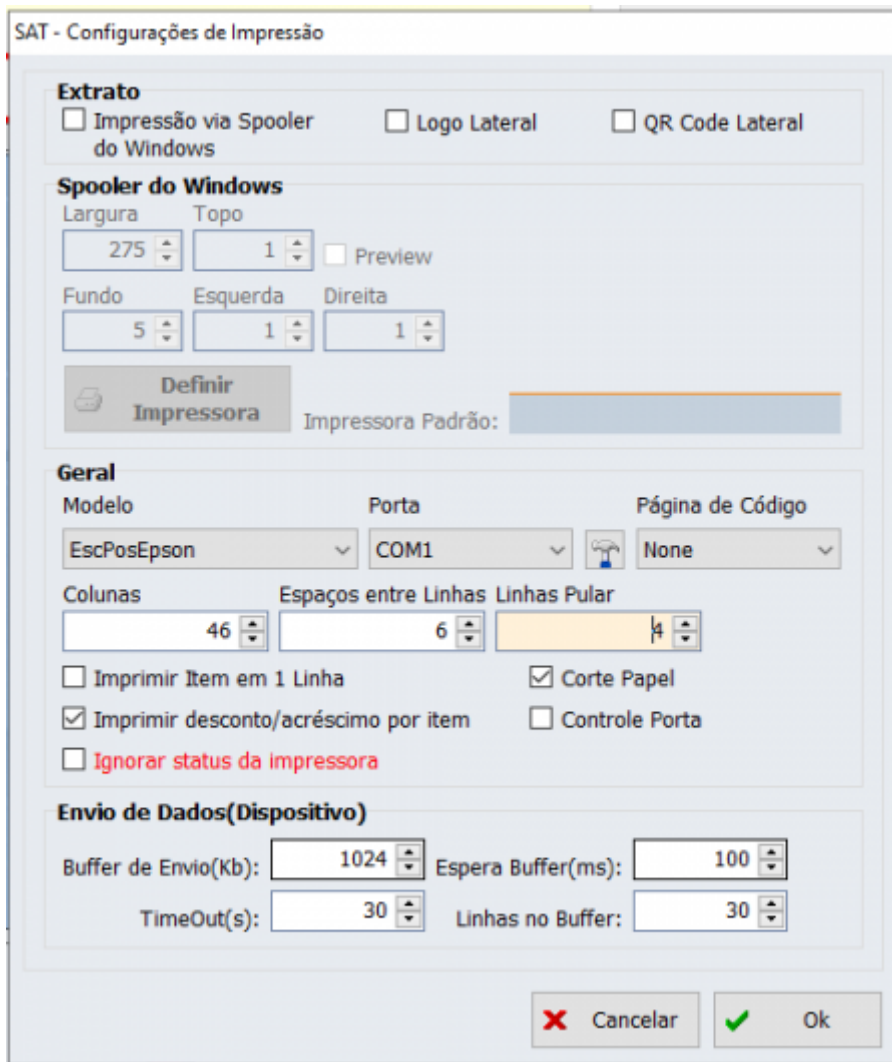 SAT - Configurações de Impressão
Extrato
Impressão via Spooler do Windows
Logo Lateral
QR Code Lateral
Spooler do Windows
Largura Topo
275 1 Preview
Fundo Esquerda Direita
5 1 1
Definir Impressora
Impressora Padrão:
Geral
Modelo Porta Página de Código
EscPosEpson COM1 None
Colunas Espaços entre Linhas Linhas Pular
46 6 4
Imprimir Item em 1 Linha Corte Papel
Imprimir desconto/acréscimo por item Controle Porta
Ignorar status da impressora
Envio de Dados(Dispositivo)
Buffer de Envio(Kb): 1024 Espera Buffer(ms): 100
TimeOut(s): 30 Linhas no Buffer: 30
Cancelar Ok